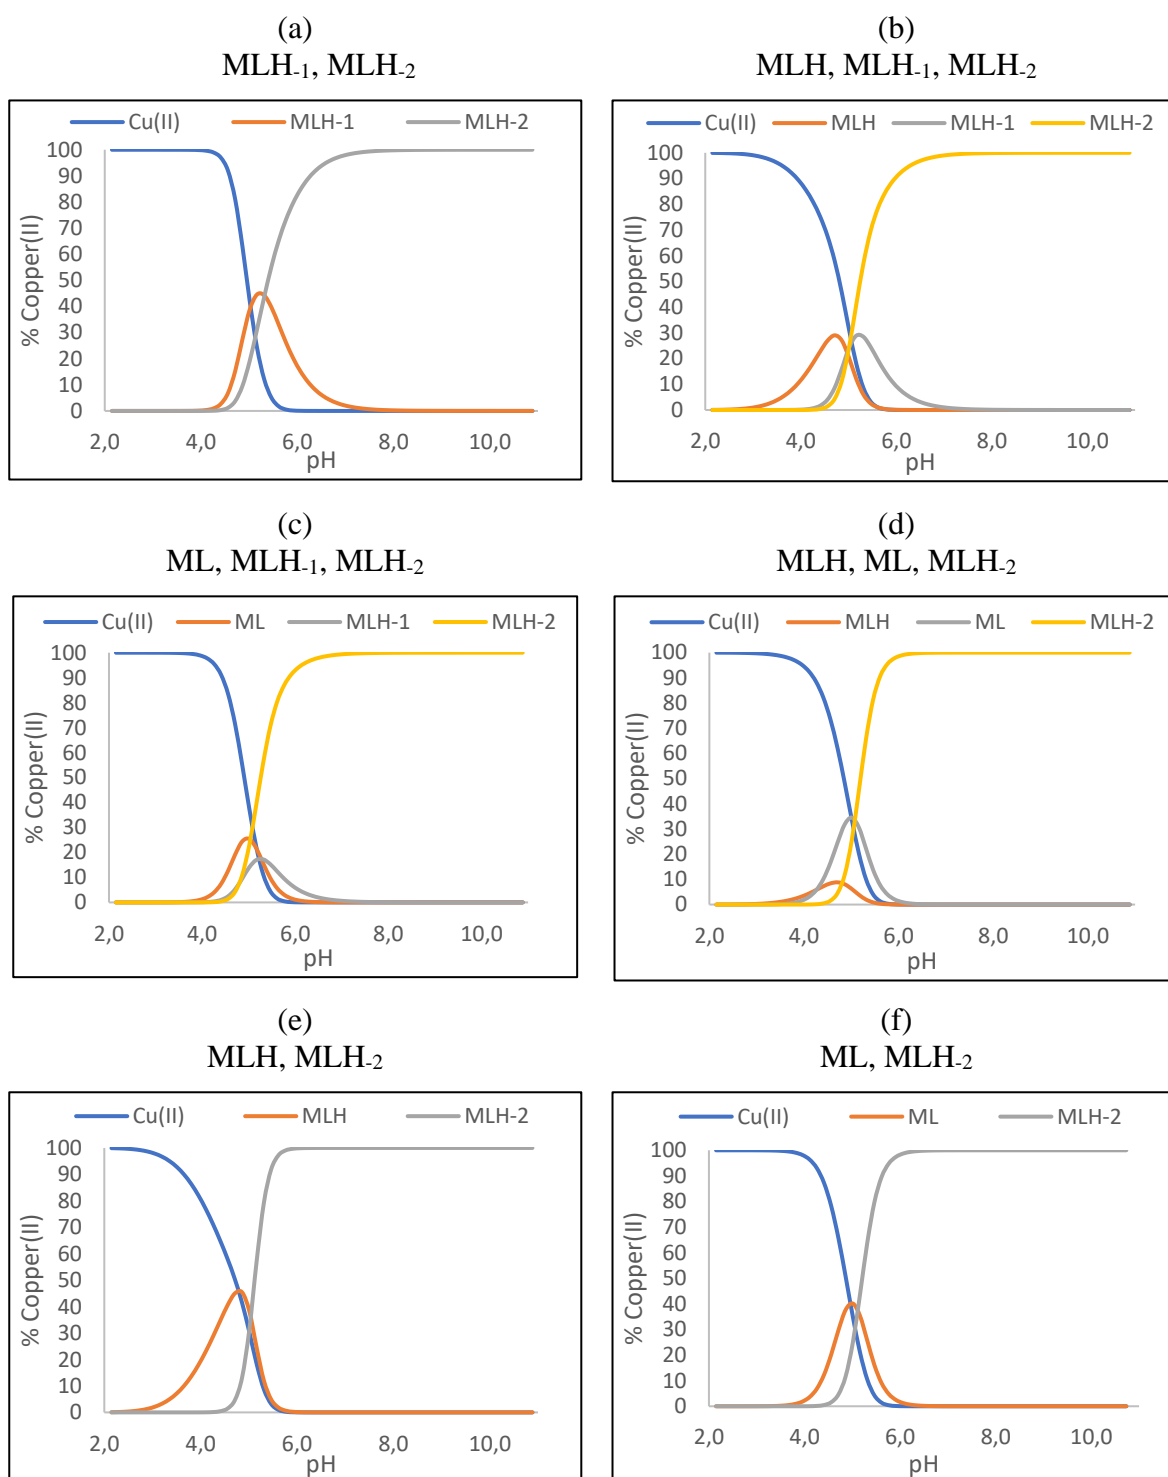 (a)
MLH-1, MLH-2
Cu(II) MLH-1 MLH-2
100
90
80
70
60
50
40
30
20
10
0
% Copper(II)
2,0 4,0 6,0 8,0 10,0
pH
(b)
MLH, MLH-1, MLH-2
Cu(II) MLH MLH-1 MLH-2
100
90
80
70
60
50
40
30
20
10
0
% Copper(II)
2,0 4,0 6,0 8,0 10,0
pH
(c)
ML, MLH-1, MLH-2
Cu(II) ML MLH-1 MLH-2
100
90
80
70
60
50
40
30
20
10
0
% Copper(II)
2,0 4,0 6,0 8,0 10,0
pH
(d)
MLH, ML, MLH-2
Cu(II) MLH ML MLH-2
100
90
80
70
60
50
40
30
20
10
0
% Copper(II)
2,0 4,0 6,0 8,0 10,0
pH
(e)
MLH, MLH-2
Cu(II) MLH MLH-2
100
90
80
70
60
50
40
30
20
10
0
% Copper(II)
2,0 4,0 6,0 8,0 10,0
pH
(f)
ML, MLH-2
Cu(II) ML MLH-2
100
90
80
70
60
50
40
30
20
10
0
% Copper(II)
2,0 4,0 6,0 8,0 10,0
pH